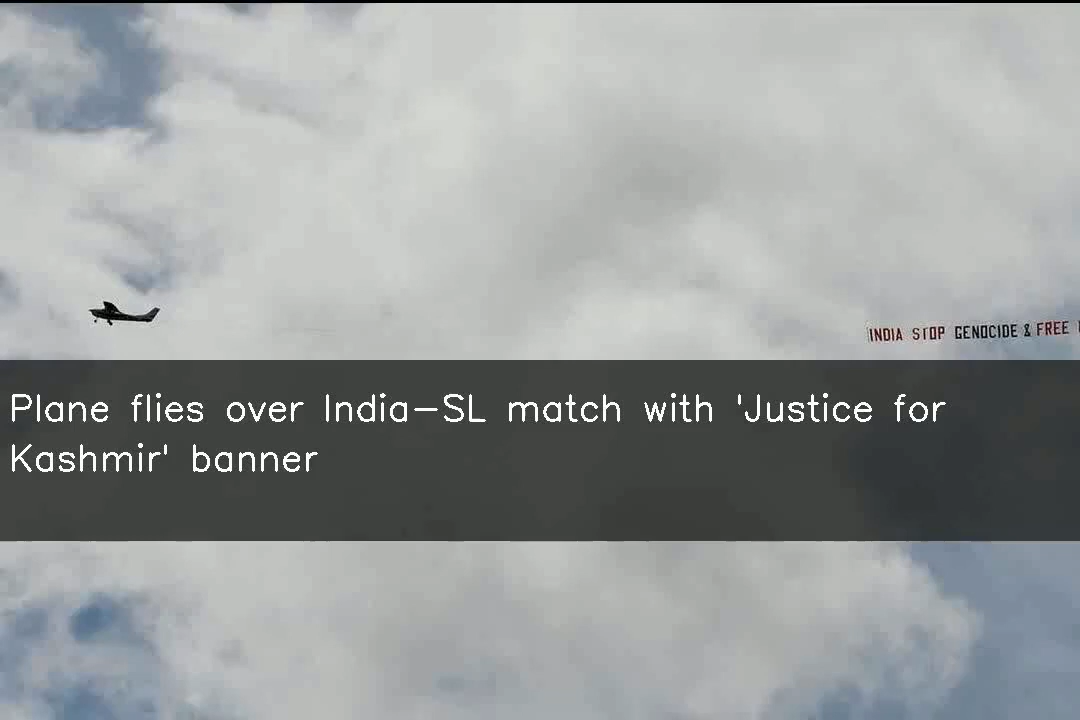 INDIA STOP GENOCIDE & FREE
Plane flies over India-SL match with 'Justice for
Kashmir' banner